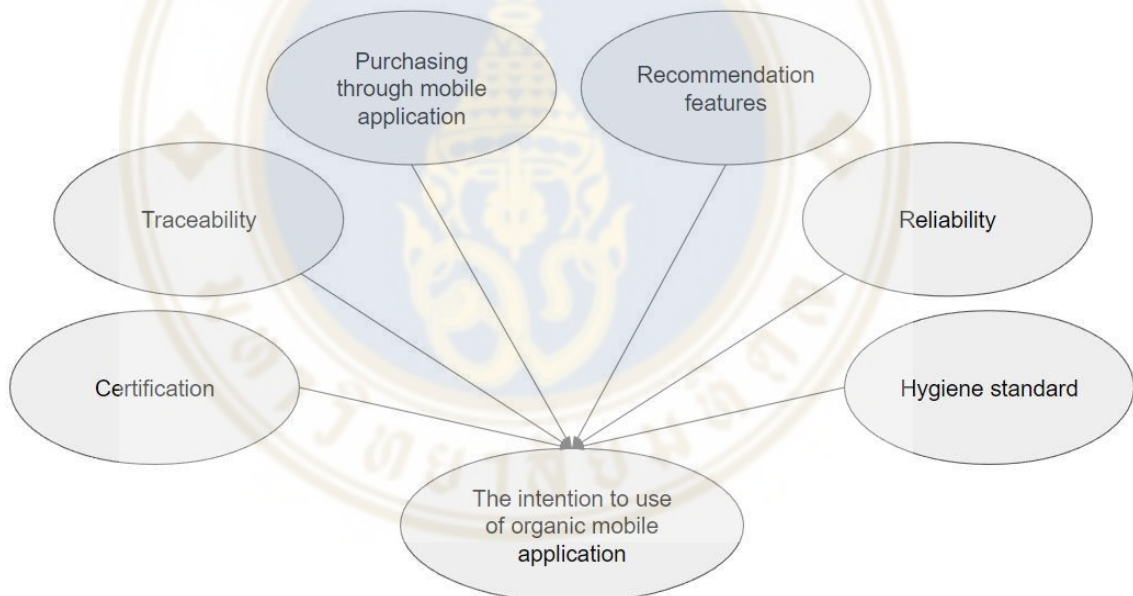 Purchasing
through mobile
application
Recommendation
features
Traceability
Reliability
Certification
Hygiene standard
The intention to use
of organic mobile
application